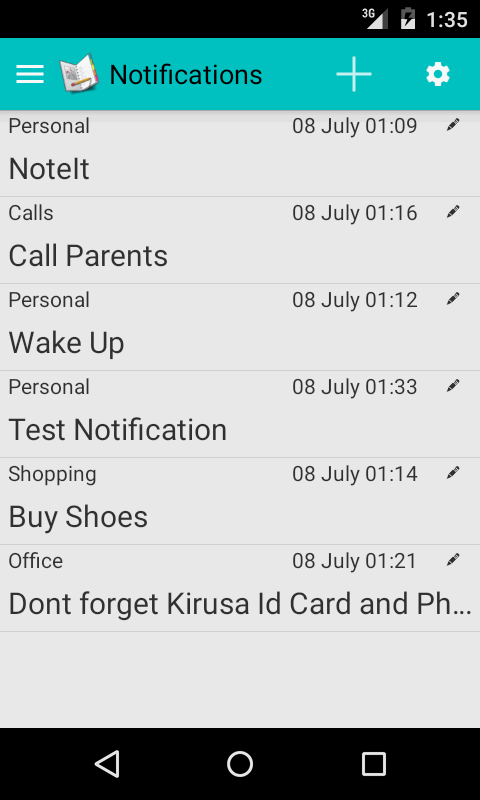 3G 1:35
Notifications
Personal 08 July 01:09
NoteIt
Calls 08 July 01:16
Call Parents
Personal 08 July 01:12
Wake Up
Personal 08 July 01:33
Test Notification
Shopping 08 July 01:14
Buy Shoes
Office 08 July 01:21
Dont forget Kirusa Id Card and Ph...